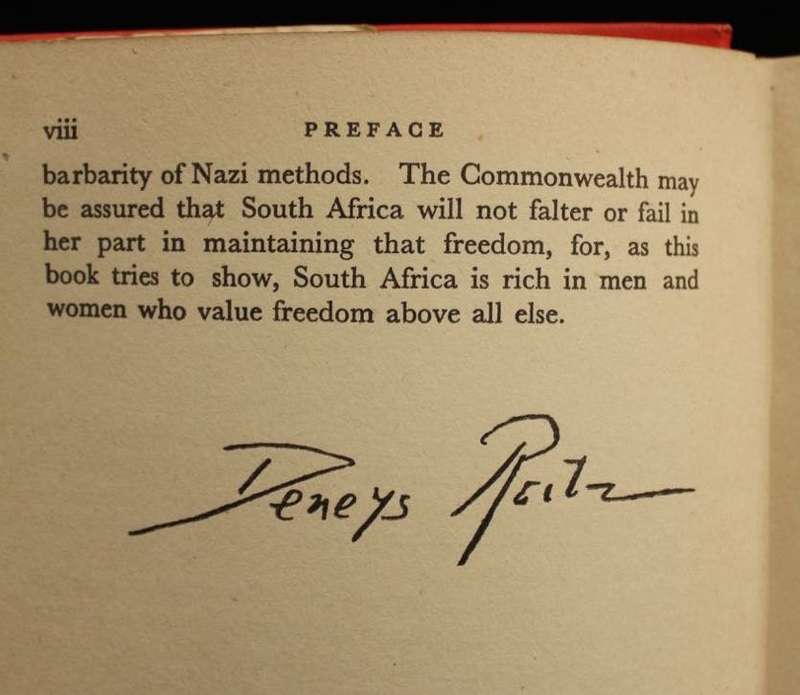 viii PREFACE
barbarity of Nazi methods. The Commonwealth may
be assured that South Africa will not falter or fail in
her part in maintaining that freedom, for, as this
book tries to show, South Africa is rich in men and
women who value freedom above all else.
Deneys Reitz